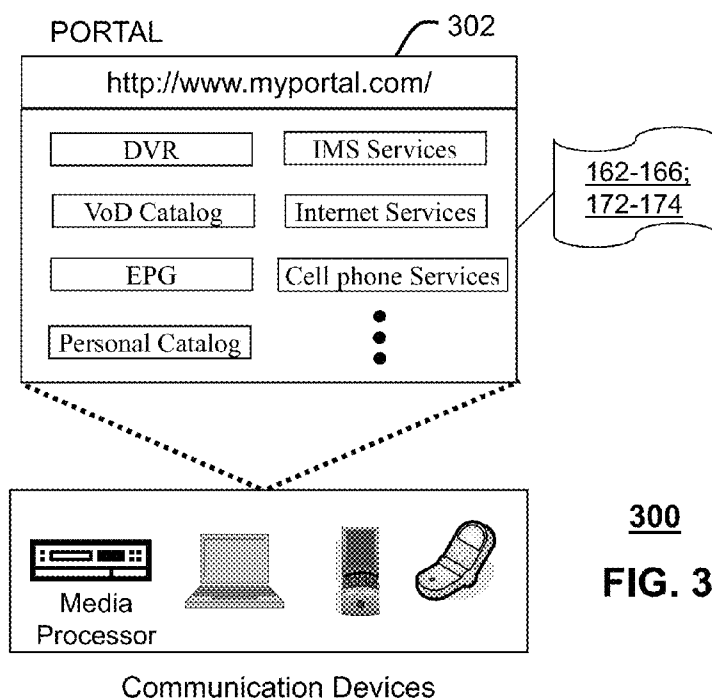 PORTAL
302
http://www.myportal.com/
DVR
IMS Services
VoD Catalog
Internet Services
EPG
Cell phone Services
Personal Catalog
162-166;
172-174
Media
Processor
Communication Devices
300
FIG. 3